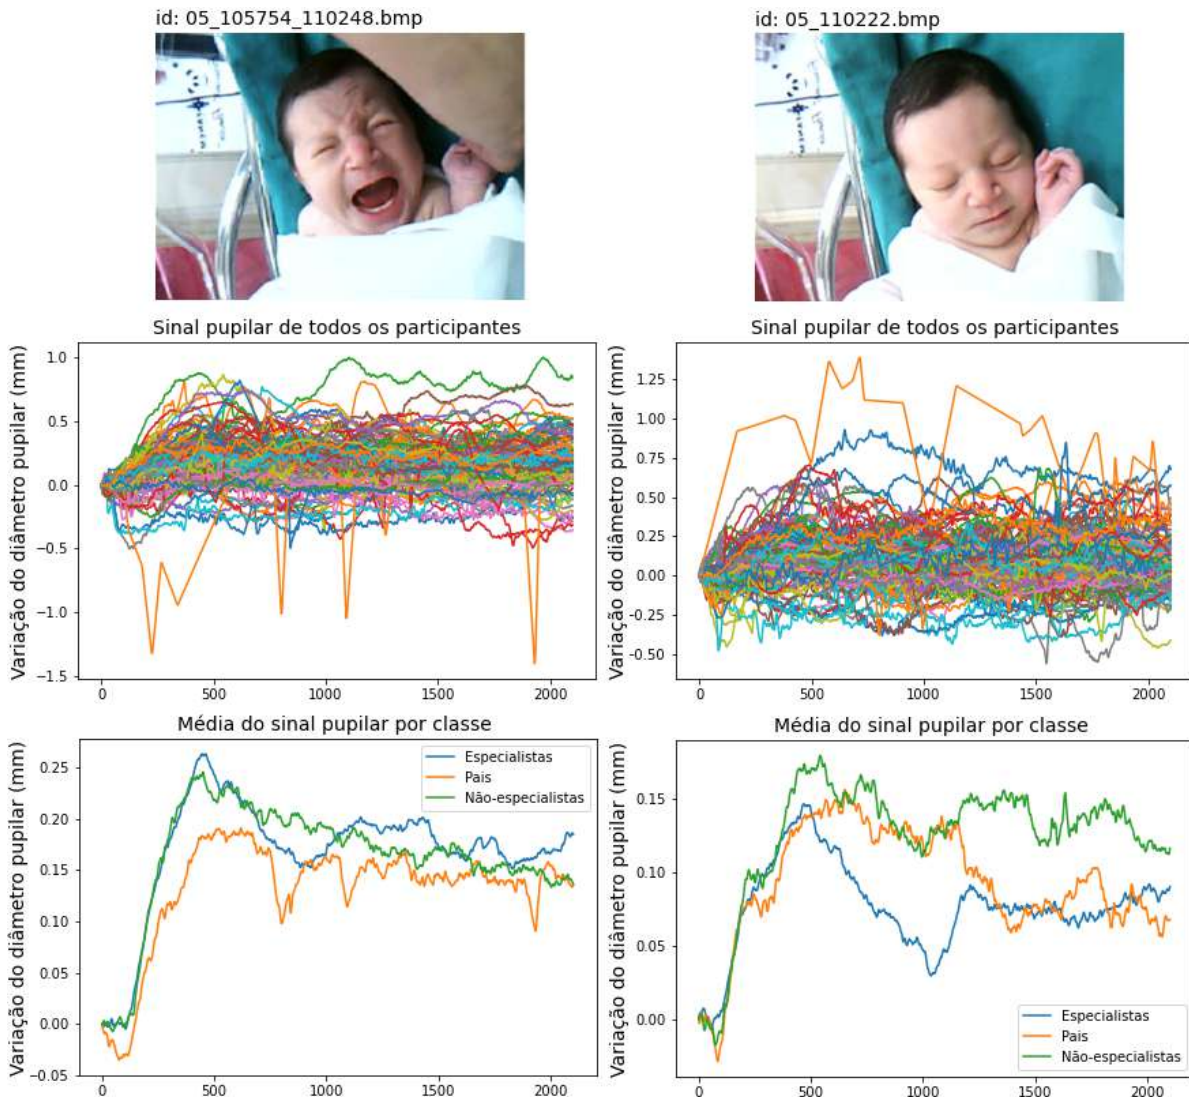 id: 05_105754_110248.bmp
id: 05_110222.bmp
Sinal pupilar de todos os participantes
Variação do diâmetro pupilar (mm)
1.0
0.5
0.0
−0.5
−1.0
−1.5
0
500
1000
1500
2000
Sinal pupilar de todos os participantes
Variação do diâmetro pupilar (mm)
1.25
1.00
0.75
0.50
0.25
0.00
-0.25
-0.50
0
500
1000
1500
2000
Média do sinal pupilar por classe
Variação do diâmetro pupilar (mm)
0.25
0.20
0.15
0.10
0.05
0.00
−0.05
0
500
1000
1500
2000
Especialistas
Pais
Não-especialistas
Média do sinal pupilar por classe
Variação do diâmetro pupilar (mm)
0.15
0.10
0.05
0.00
0
500
1000
1500
2000
Especialistas
Pais
Não-especialistas